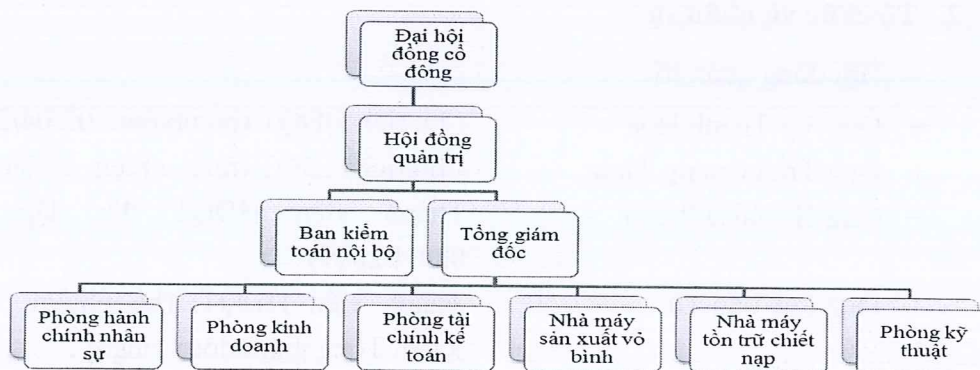 Đại hội
đồng cổ
đông
Hội đồng
quản trị
Ban kiểm
toán nội bộ
Tổng giám
đốc
Phòng hành
chính nhân
sự
Phòng kinh
doanh
Phòng tài
chính kế
toán
Nhà máy
sản xuất vỏ
bình
Nhà máy
tồn trữ chiết
nạp
Phòng kỹ
thuật